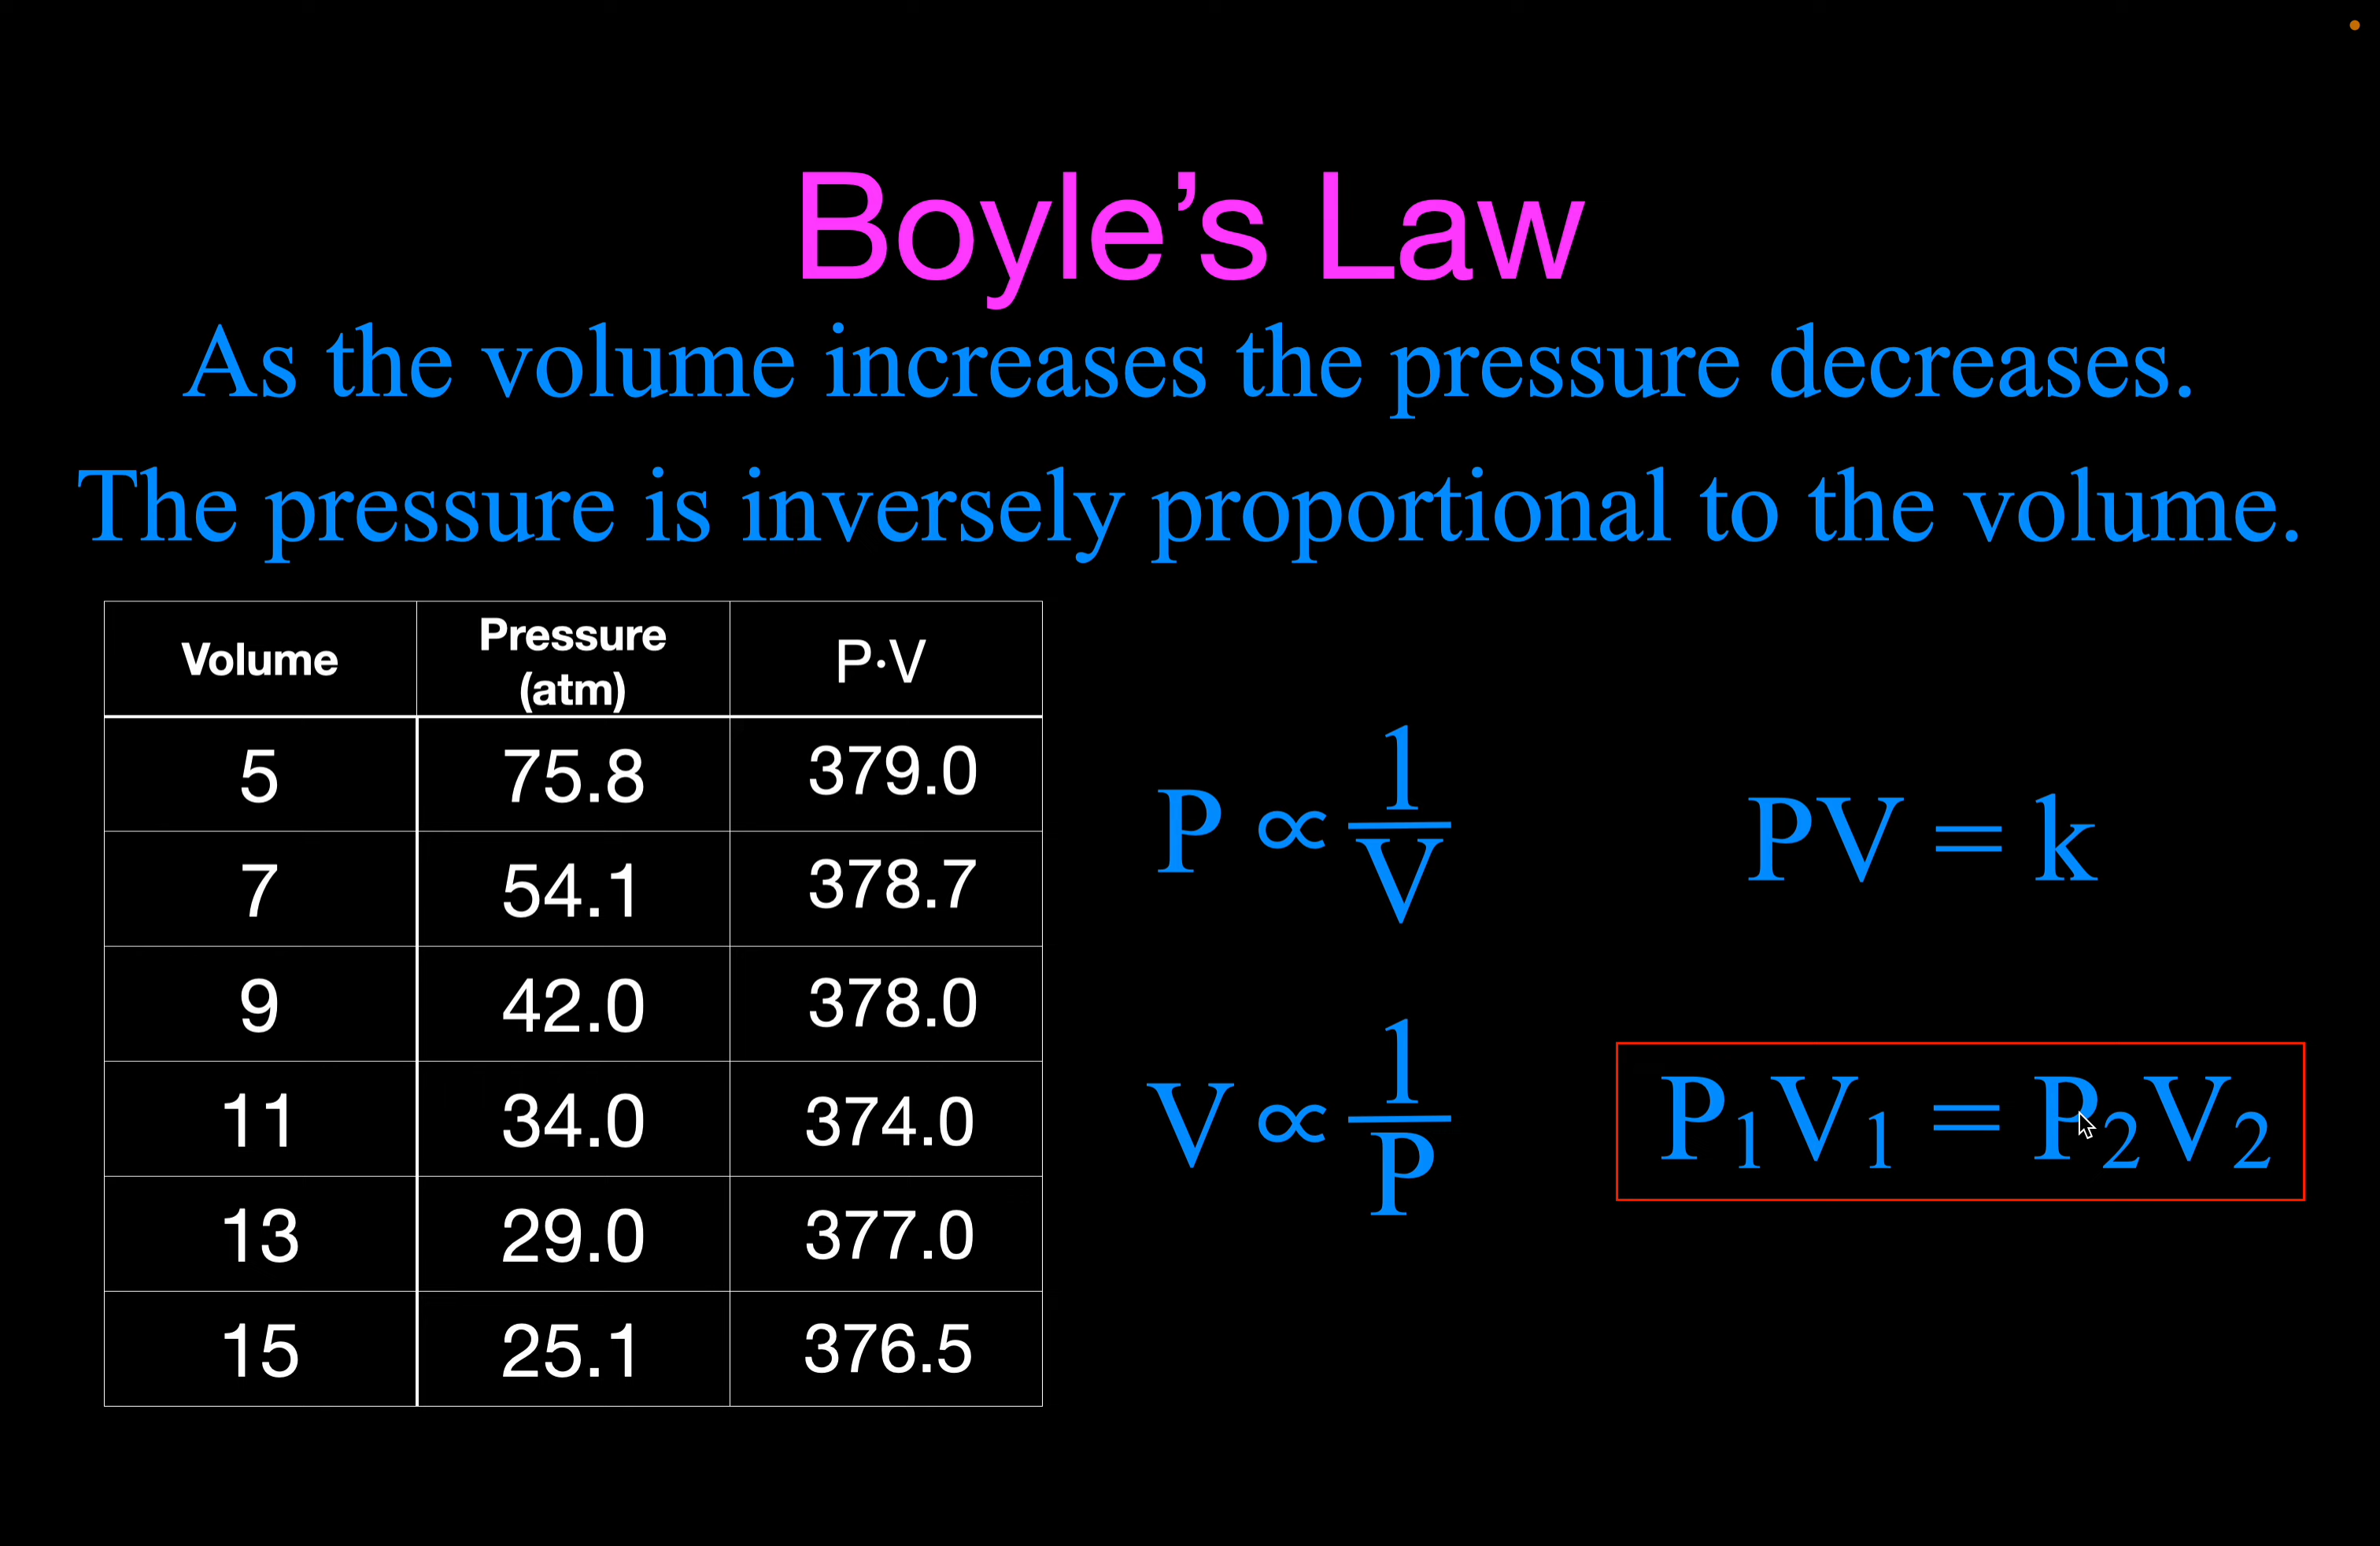 Boyle’s Law
As the volume increases the pressure decreases.
The pressure is inversely proportional to the volume.
Volume Pressure (atm) P·V
5 75.8 379.0
7 54.1 378.7
9 42.0 378.0
11 34.0 374.0
13 29.0 377.0
15 25.1 376.5
P ∝ 1/V
PV = k
V ∝ 1/P
P₁V₁ = P₂V₂